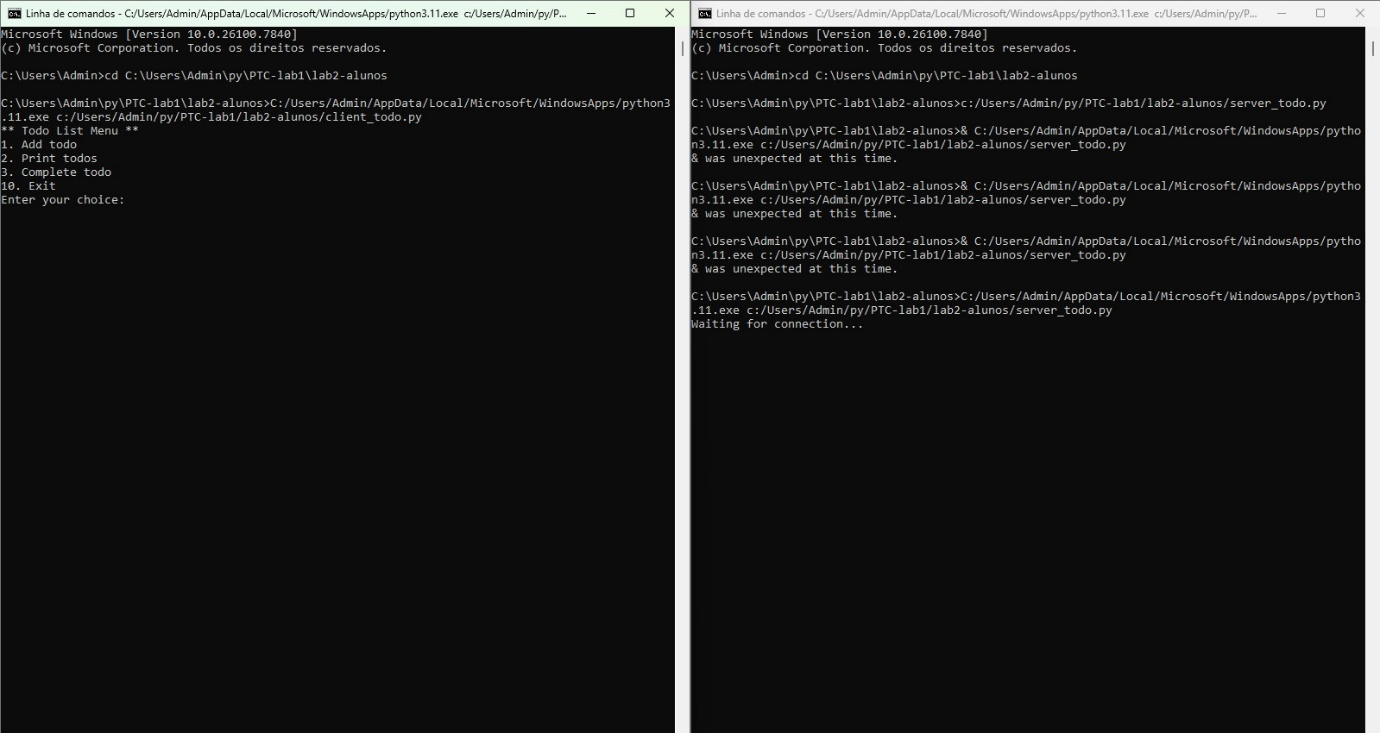 Linha de comandos - C:/Users/Admin/AppData/Local/Microsoft/WindowsApps/python3.11.exe c:/Users/Admin/py/P...
Microsoft Windows [Version 10.0.26100.7840]
(c) Microsoft Corporation. Todos os direitos reservados.
C:\Users\Admin>cd C:\Users\Admin\py\PTC-lab1\lab2-alunos
C:\Users\Admin\py\PTC-lab1\lab2-alunos>C:/Users/Admin/AppData/Local/Microsoft/WindowsApps/python3
.11.exe c:/Users/Admin/py/PTC-lab1/lab2-alunos/client_todo.py
** Todo List Menu **
1. Add todo
2. Print todos
3. Complete todo
10. Exit
Enter your choice:
Linha de comandos - C:/Users/Admin/AppData/Local/Microsoft/WindowsApps/python3.11.exe c:/Users/Admin/py/P...
Microsoft Windows [Version 10.0.26100.7840]
(c) Microsoft Corporation. Todos os direitos reservados.
C:\Users\Admin>cd C:\Users\Admin\py\PTC-lab1\lab2-alunos
C:\Users\Admin\py\PTC-lab1\lab2-alunos>c:/Users/Admin/py/PTC-lab1/lab2-alunos/server_todo.py
C:\Users\Admin\py\PTC-lab1\lab2-alunos>& C:/Users/Admin/AppData/Local/Microsoft/WindowsApps/pytho
n3.11.exe c:/Users/Admin/py/PTC-lab1/lab2-alunos/server_todo.py
& was unexpected at this time.
C:\Users\Admin\py\PTC-lab1\lab2-alunos>& C:/Users/Admin/AppData/Local/Microsoft/WindowsApps/pytho
n3.11.exe c:/Users/Admin/py/PTC-lab1/lab2-alunos/server_todo.py
& was unexpected at this time.
C:\Users\Admin\py\PTC-lab1\lab2-alunos>& C:/Users/Admin/AppData/Local/Microsoft/WindowsApps/pytho
n3.11.exe c:/Users/Admin/py/PTC-lab1/lab2-alunos/server_todo.py
& was unexpected at this time.
C:\Users\Admin\py\PTC-lab1\lab2-alunos>C:/Users/Admin/AppData/Local/Microsoft/WindowsApps/python3
.11.exe c:/Users/Admin/py/PTC-lab1/lab2-alunos/server_todo.py
Waiting for connection...